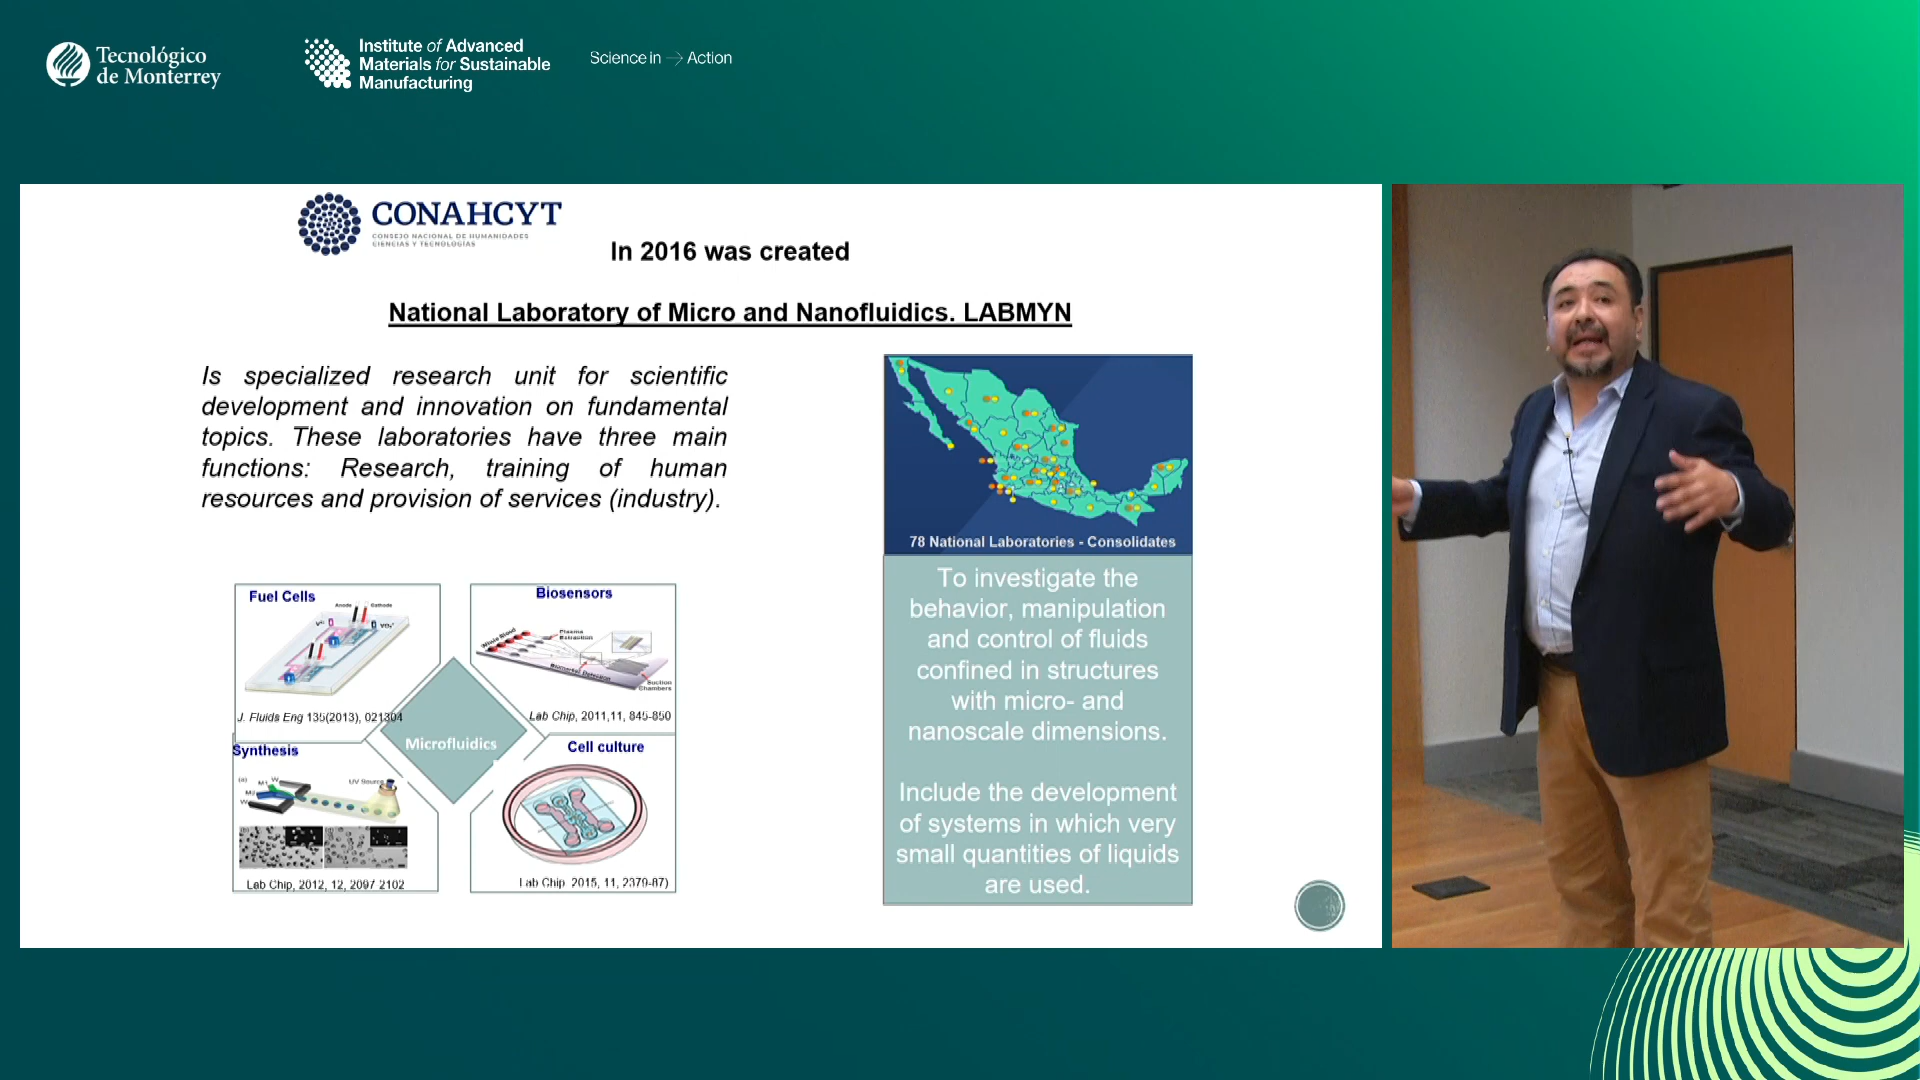 Tecnológico
de Monterrey
Institute of Advanced
Materials for Sustainable
Manufacturing
Science in → Action
CONAHCYT
CONSEJO NACIONAL DE HUMANIDADES
CIENCIAS Y TECNOLOGÍAS
In 2016 was created
National Laboratory of Micro and Nanofluidics. LABMYN
Is specialized research unit for scientific
development and innovation on fundamental
topics. These laboratories have three main
functions: Research, training of human
resources and provision of services (industry).
78 National Laboratories - Consolidates
To investigate the
behavior, manipulation
and control of fluids
confined in structures
with micro- and
nanoscale dimensions.
Include the development
of systems in which very
small quantities of liquids
are used.
Fuel Cells
Anode
Cathode
J. Fluids Eng 135(2013), 021304
Biosensors
Whole Blood
Plasma
Extraction
Biomarker Detection
Suction
Chambers
Lab Chip, 2011,11, 845-850
Microfluidics
Synthesis
(a)
UV Source
Lab Chip, 2012, 12, 2097 2102
Cell culture
Lab Chip 2015, 11, 2379-87)